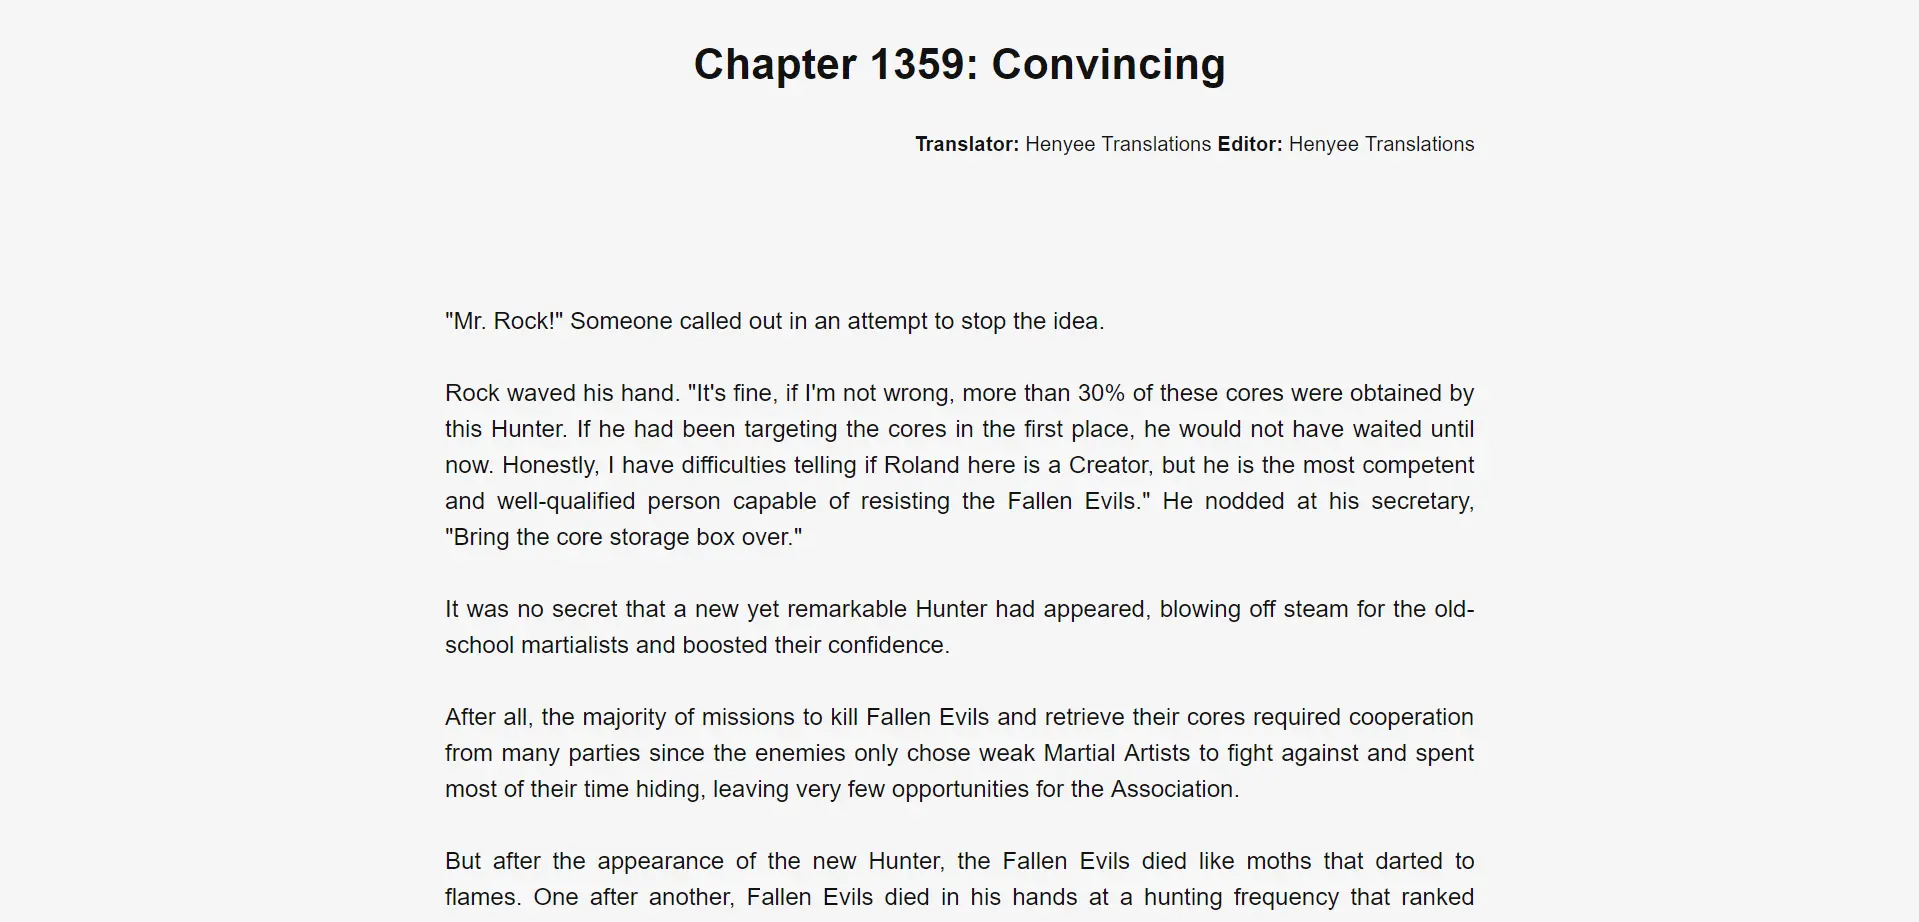 Chapter 1359: Convincing
Translator: Henyee Translations Editor: Henyee Translations
"Mr. Rock!" Someone called out in an attempt to stop the idea.
Rock waved his hand. "It's fine, if I'm not wrong, more than 30% of these cores were obtained by
this Hunter. If he had been targeting the cores in the first place, he would not have waited until
now. Honestly, I have difficulties telling if Roland here is a Creator, but he is the most competent
and well-qualified person capable of resisting the Fallen Evils." He nodded at his secretary,
"Bring the core storage box over."
It was no secret that a new yet remarkable Hunter had appeared, blowing off steam for the old-
school martialists and boosted their confidence.
After all, the majority of missions to kill Fallen Evils and retrieve their cores required cooperation
from many parties since the enemies only chose weak Martial Artists to fight against and spent
most of their time hiding, leaving very few opportunities for the Association.
But after the appearance of the new Hunter, the Fallen Evils died like moths that darted to
flames. One after another, Fallen Evils died in his hands at a hunting frequency that ranked